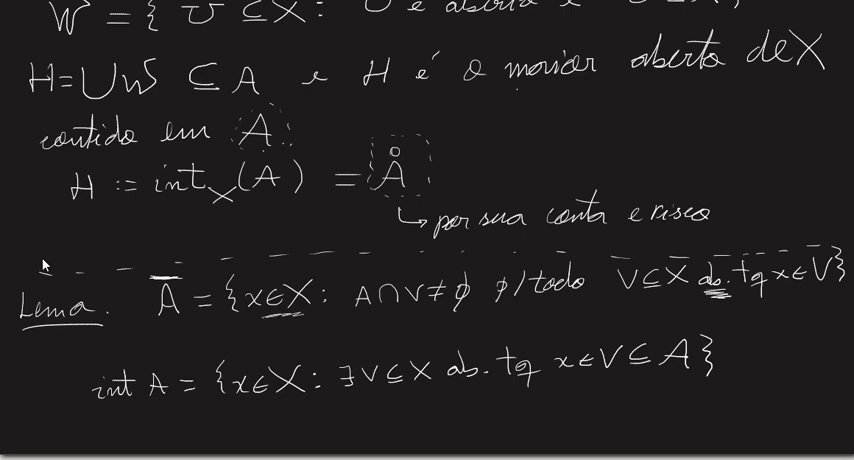 W = { U ⊆ X : U é aberto e
H = ∪W ⊆ A e H é o maior aberto de X
contido em A
H := int_X(A) = Å
↳ por sua conta e risco
Lema. A̅ = {x ∈ X : A ∩ V ≠ ∅ p/ todo V ⊆ X ab. tq x ∈ V}
int A = {x ∈ X : ∃ V ⊆ X ab. tq x ∈ V ⊆ A}